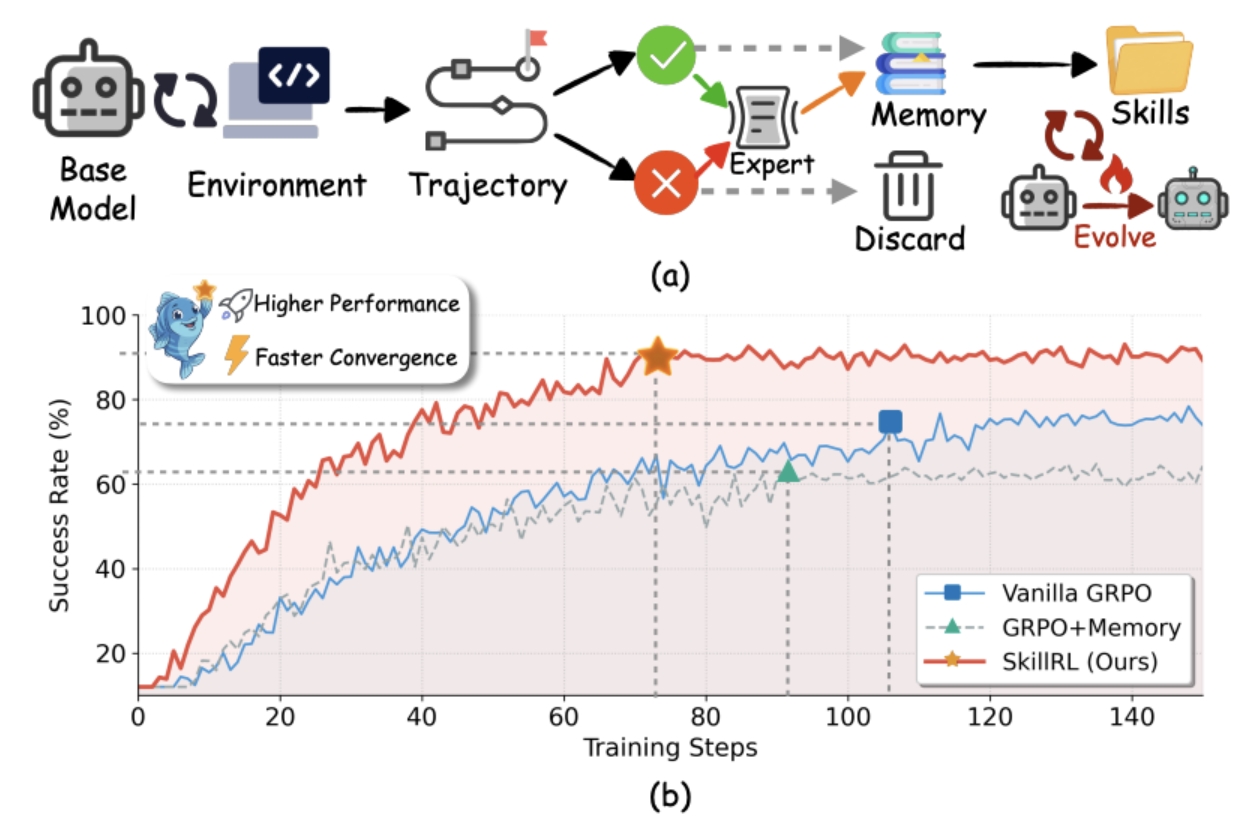 </>
Base
Model
Environment
Trajectory
Expert
Memory
Skills
Discard
Evolve
(a)
Higher Performance
Faster Convergence
Success Rate (%)
100
80
60
40
20
0
20
40
60
80
100
120
140
Training Steps
Vanilla GRPO
GRPO+Memory
SkillRL (Ours)
(b)